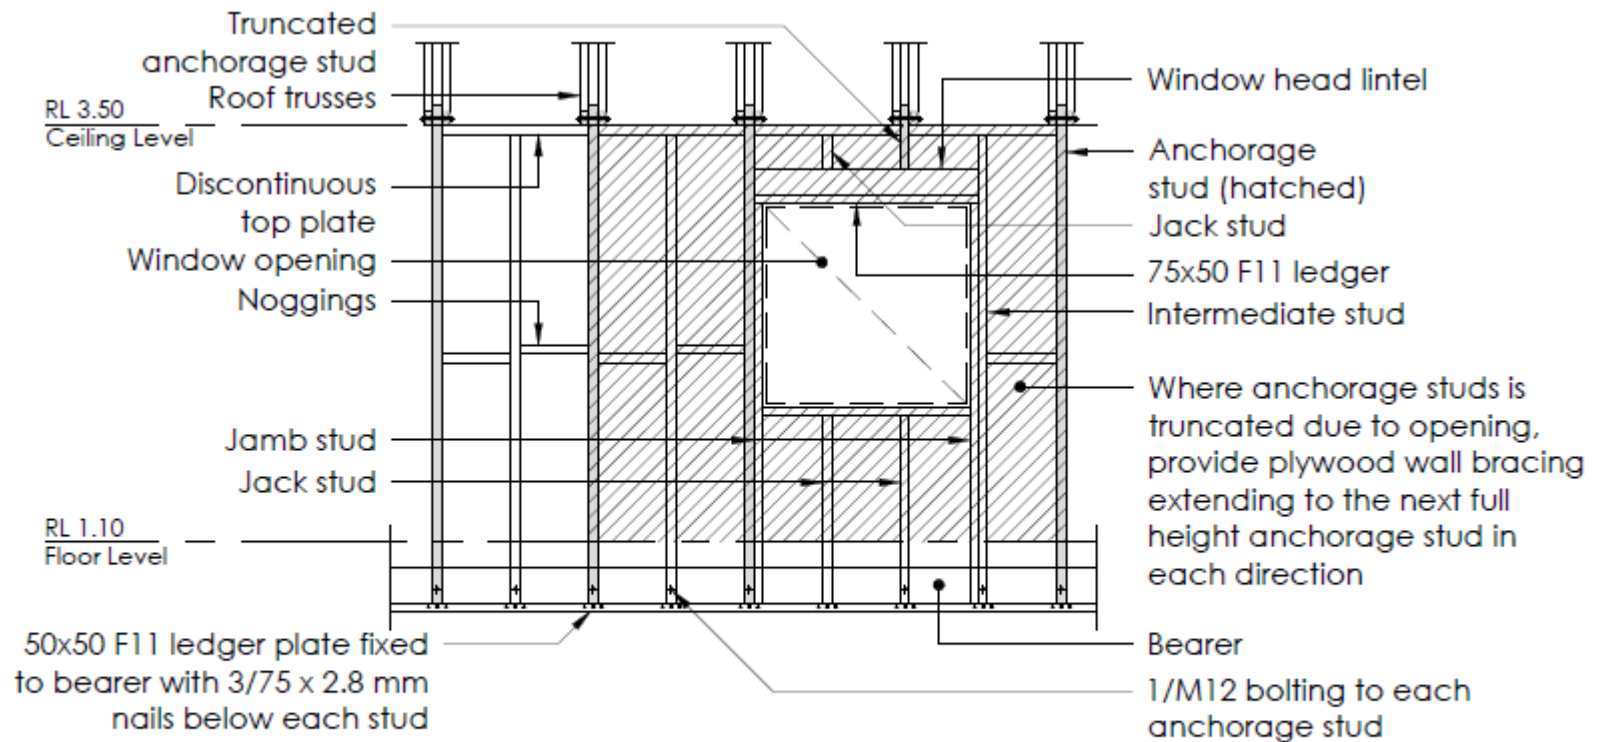 Truncated
anchorage stud
Roof trusses
RL 3.50
Ceiling Level
Discontinuous
top plate
Window opening
Noggings
Jamb stud
Jack stud
RL 1.10
Floor Level
50x50 F11 ledger plate fixed
to bearer with 3/75 x 2.8 mm
nails below each stud
Window head lintel
Anchorage
stud (hatched)
Jack stud
75x50 F11 ledger
Intermediate stud
Where anchorage studs is
truncated due to opening,
provide plywood wall bracing
extending to the next full
height anchorage stud in
each direction
Bearer
1/M12 bolting to each
anchorage stud